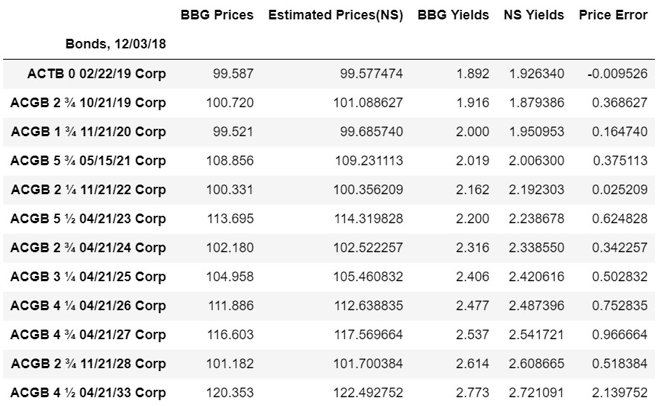 BBG Prices Estimated Prices(NS) BBG Yields NS Yields Price Error
Bonds, 12/03/18
ACTB 0 02/22/19 Corp 99.587 99.577474 1.892 1.926340 -0.009526
ACGB 2 ¾ 10/21/19 Corp 100.720 101.088627 1.916 1.879386 0.368627
ACGB 1 ¾ 11/21/20 Corp 99.521 99.685740 2.000 1.950953 0.164740
ACGB 5 ¾ 05/15/21 Corp 108.856 109.231113 2.019 2.006300 0.375113
ACGB 2 ¼ 11/21/22 Corp 100.331 100.356209 2.162 2.192303 0.025209
ACGB 5 ½ 04/21/23 Corp 113.695 114.319828 2.200 2.238678 0.624828
ACGB 2 ¾ 04/21/24 Corp 102.180 102.522257 2.316 2.338550 0.342257
ACGB 3 ¼ 04/21/25 Corp 104.958 105.460832 2.406 2.420616 0.502832
ACGB 4 ¼ 04/21/26 Corp 111.886 112.638835 2.477 2.487396 0.752835
ACGB 4 ¾ 04/21/27 Corp 116.603 117.569664 2.537 2.541721 0.966664
ACGB 2 ¾ 11/21/28 Corp 101.182 101.700384 2.614 2.608665 0.518384
ACGB 4 ½ 04/21/33 Corp 120.353 122.492752 2.773 2.721091 2.139752